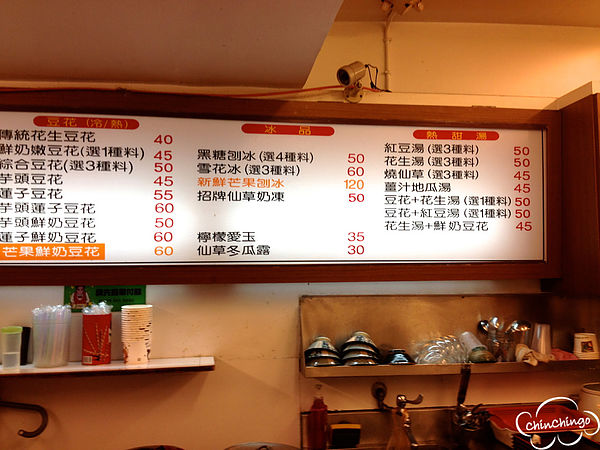 豆花 (冷/熱)
傳統花生豆花 40
鮮奶嫩豆花(選1種料) 45
綜合豆花(選3種料) 50
芋頭豆花 45
蓮子豆花 55
芋頭蓮子豆花 60
芋頭鮮奶豆花 50
蓮子鮮奶豆花 60
芒果鮮奶豆花 60
冰品
黑糖刨冰(選4種料) 50
雪花冰(選3種料) 60
新鮮芒果刨冰 120
招牌仙草奶凍 50
檸檬愛玉 35
仙草冬瓜露 30
熱甜湯
紅豆湯(選3種料) 50
花生湯(選3種料) 50
燒仙草(選3種料) 45
薑汁地瓜湯 45
豆花+花生湯(選1種料) 50
豆花+紅豆湯(選1種料) 50
花生湯+鮮奶豆花 45
chinchingo